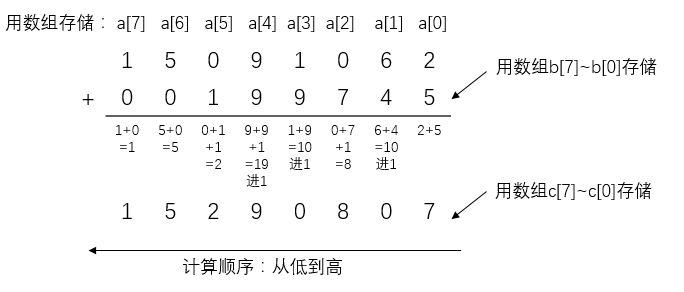 用数组存储： a[7] a[6] a[5] a[4] a[3] a[2] a[1] a[0]
1 5 0 9 1 0 6 2
用数组b[7]~b[0]存储
+ 0 0 1 9 9 7 4 5
1+0 5+0 0+1 9+9 1+9 0+7 6+4 2+5
=1 =5 +1 +1 =10 +1 =10
=2 =19 进1 =8 进1
进1
用数组c[7]~c[0]存储
1 5 2 9 0 8 0 7
计算顺序：从低到高